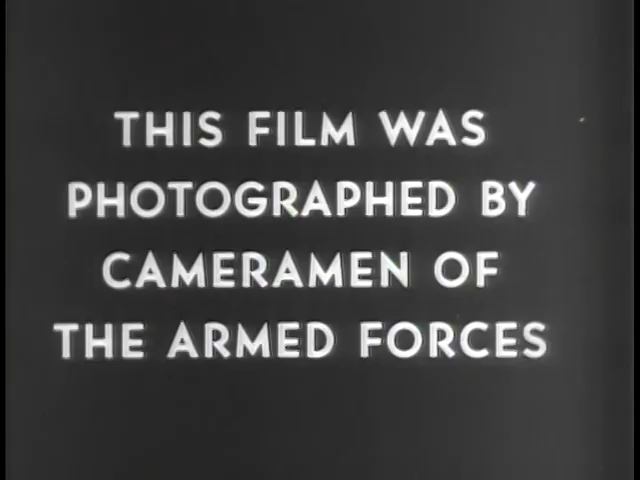 THIS FILM WAS
PHOTOGRAPHED BY
CAMERAMEN OF
THE ARMED FORCES